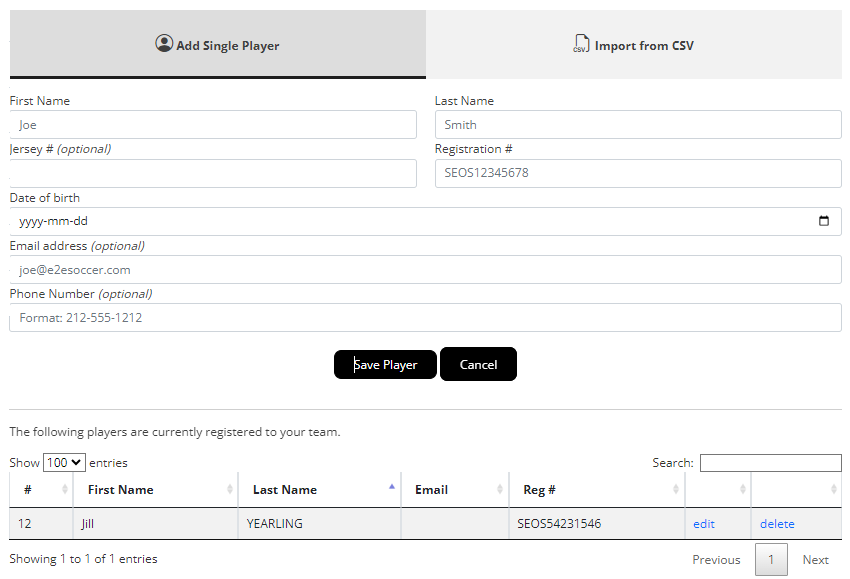 Add Single Player
CSV Import from CSV
First Name Last Name
Joe Smith
Jersey # (optional) Registration #
SEOS12345678
Date of birth
yyyy-mm-dd
Email address (optional)
joe@e2esoccer.com
Phone Number (optional)
Format: 212-555-1212
Save Player Cancel
The following players are currently registered to your team.
Show 100 entries Search:
# First Name Last Name Email Reg #
12 Jill YEARLING SEOS54231546 edit delete
Showing 1 to 1 of 1 entries Previous 1 Next